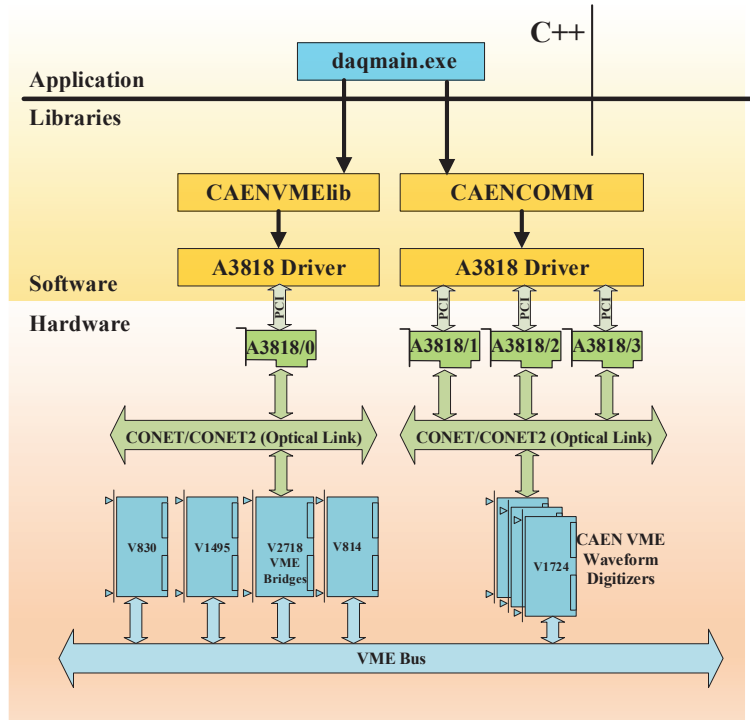 C++
daqmain.exe
Application
Libraries
CAENVMElib
CAENCOMM
A3818 Driver
A3818 Driver
Software
Hardware
PCI
PCI
PCI
PCI
A3818/0
A3818/1
A3818/2
A3818/3
CONET/CONET2 (Optical Link)
CONET/CONET2 (Optical Link)
V830
V1495
V2718
VME
Bridges
V814
V1724
CAEN VME
Waveform
Digitizers
VME Bus